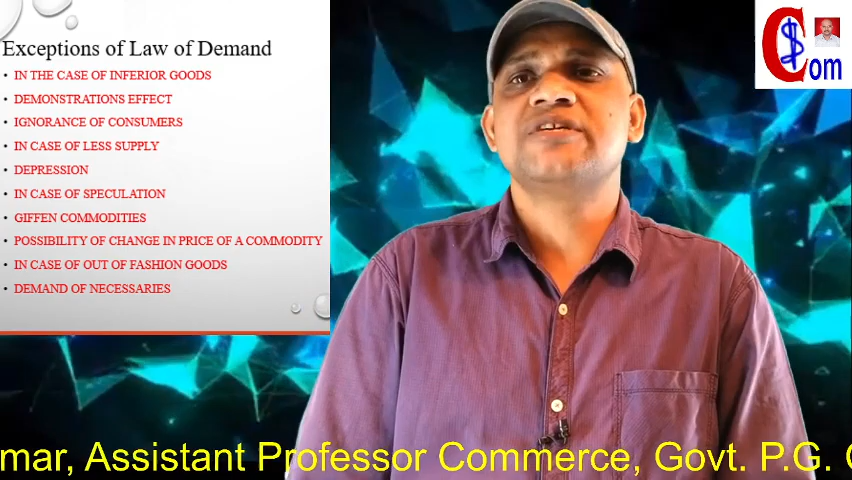 Exceptions of Law of Demand
• IN THE CASE OF INFERIOR GOODS
• DEMONSTRATIONS EFFECT
• IGNORANCE OF CONSUMERS
• IN CASE OF LESS SUPPLY
• DEPRESSION
• IN CASE OF SPECULATION
• GIFFEN COMMODITIES
• POSSIBILITY OF CHANGE IN PRICE OF A COMMODITY
• IN CASE OF OUT OF FASHION GOODS
• DEMAND OF NECESSARIES
Com
mar, Assistant Professor Commerce, Govt. P.G. C